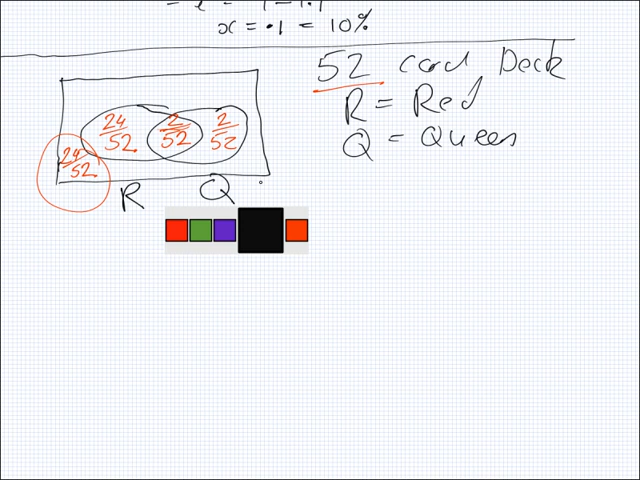 x = .1 = 10%
52 card Deck
R = Red
Q = Queen
24/52 2/52 2/52
24/52
R Q